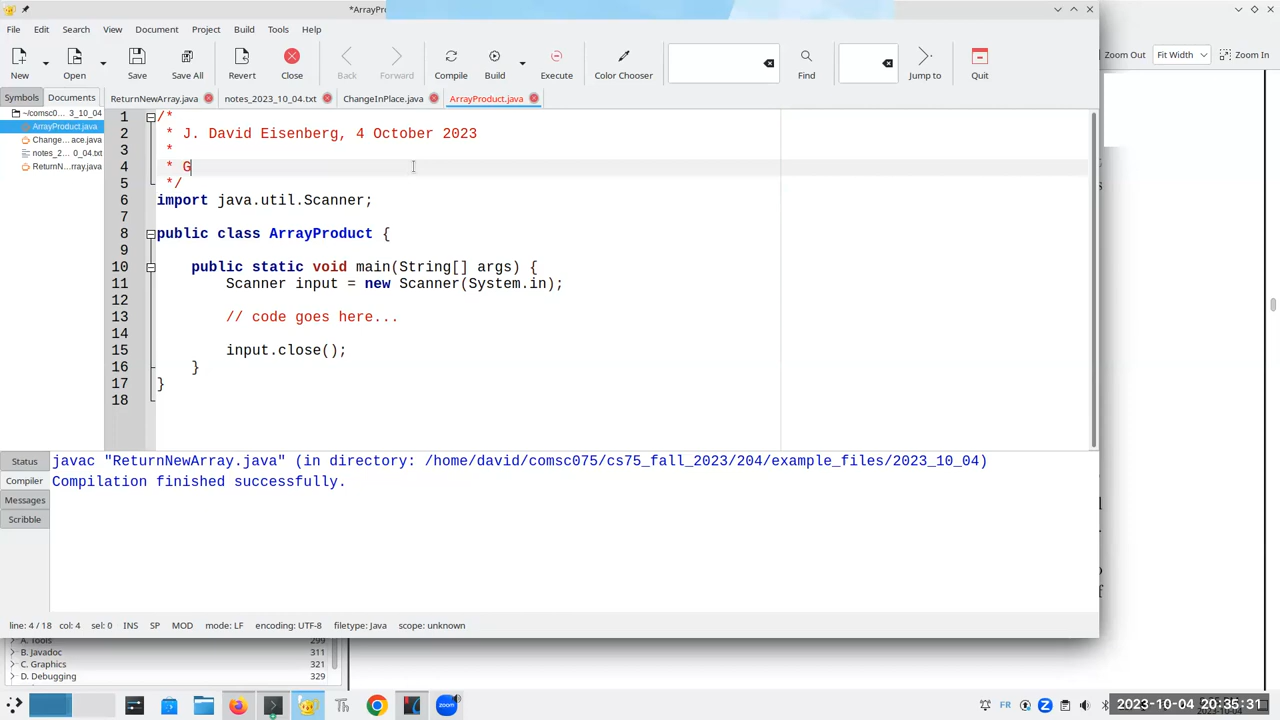 *ArrayPro
File Edit Search View Document Project Build Tools Help
New Open Save Save All Revert Close Back Forward Compile Build Execute Color Chooser Find Jump to Quit
Zoom Out Fit Width Zoom In
Symbols Documents
ReturnNewArray.java notes_2023_10_04.txt ChangeInPlace.java ArrayProduct.java
~/comsc0... 3_10_04
ArrayProduct.java
Change...ace.java
notes_2... 0_04.txt
ReturnN...rray.java
1 /*
2 * J. David Eisenberg, 4 October 2023
3 *
4 * G
5 */
6 import java.util.Scanner;
7
8 public class ArrayProduct {
9
10 public static void main(String[] args) {
11 Scanner input = new Scanner(System.in);
12
13 // code goes here...
14
15 input.close();
16 }
17 }
18
Status
Compiler
Messages
Scribble
javac "ReturnNewArray.java" (in directory: /home/david/comsc075/cs75_fall_2023/204/example_files/2023_10_04)
Compilation finished successfully.
line: 4 / 18 col: 4 sel: 0 INS SP MOD mode: LF encoding: UTF-8 filetype: Java scope: unknown
A. Tools 299
B. Javadoc 311
C. Graphics 321
D. Debugging 329
zoom
FR
2023-10-04 20:35:31